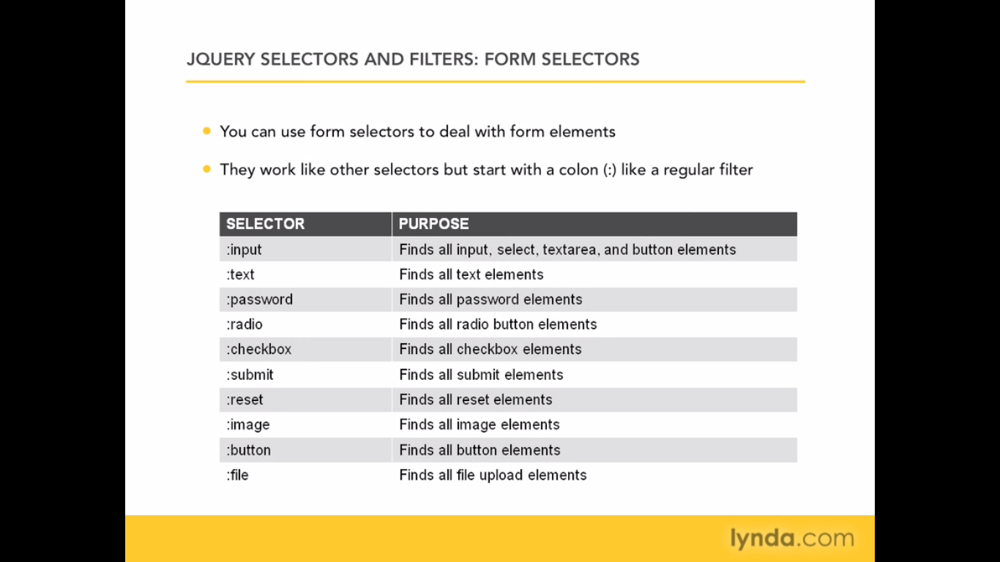 JQUERY SELECTORS AND FILTERS: FORM SELECTORS
You can use form selectors to deal with form elements
They work like other selectors but start with a colon (:) like a regular filter
SELECTOR PURPOSE
:input Finds all input, select, textarea, and button elements
:text Finds all text elements
:password Finds all password elements
:radio Finds all radio button elements
:checkbox Finds all checkbox elements
:submit Finds all submit elements
:reset Finds all reset elements
:image Finds all image elements
:button Finds all button elements
:file Finds all file upload elements
lynda.com